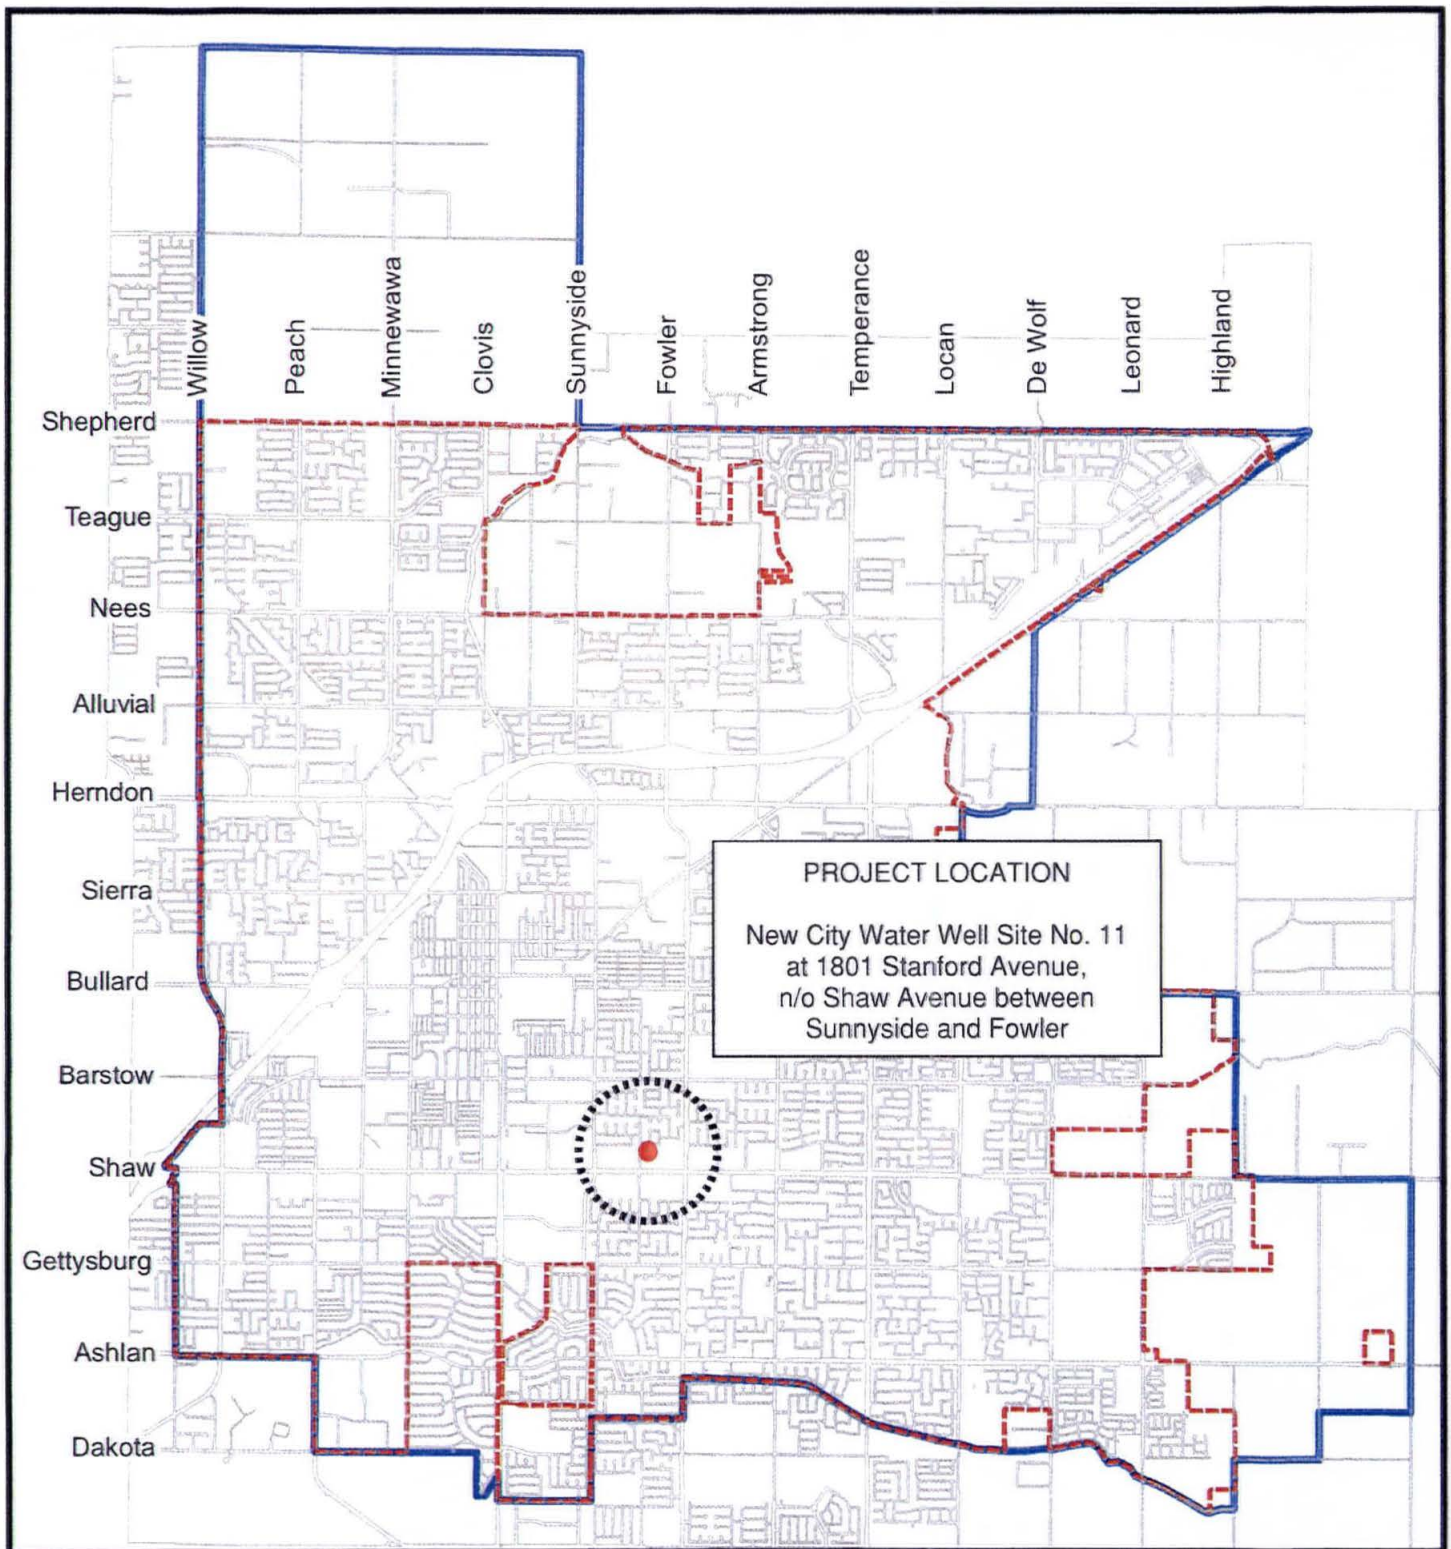 Willow
Peach
Minnewawa
Clovis
Sunnyside
Fowler
Armstrong
Temperance
Locan
De Wolf
Leonard
Highland
Shepherd
Teague
Nees
Alluvial
Herndon
Sierra
Bullard
Barstow
Shaw
Gettysburg
Ashlan
Dakota
PROJECT LOCATION
New City Water Well Site No. 11
at 1801 Stanford Avenue,
n/o Shaw Avenue between
Sunnyside and Fowler